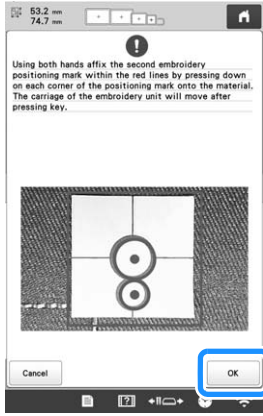 53.2 mm
74.7 mm
Using both hands affix the second embroidery
positioning mark within the red lines by pressing down
on each corner of the positioning mark onto the material.
The carriage of the embroidery unit will move after
pressing key.
Cancel
OK